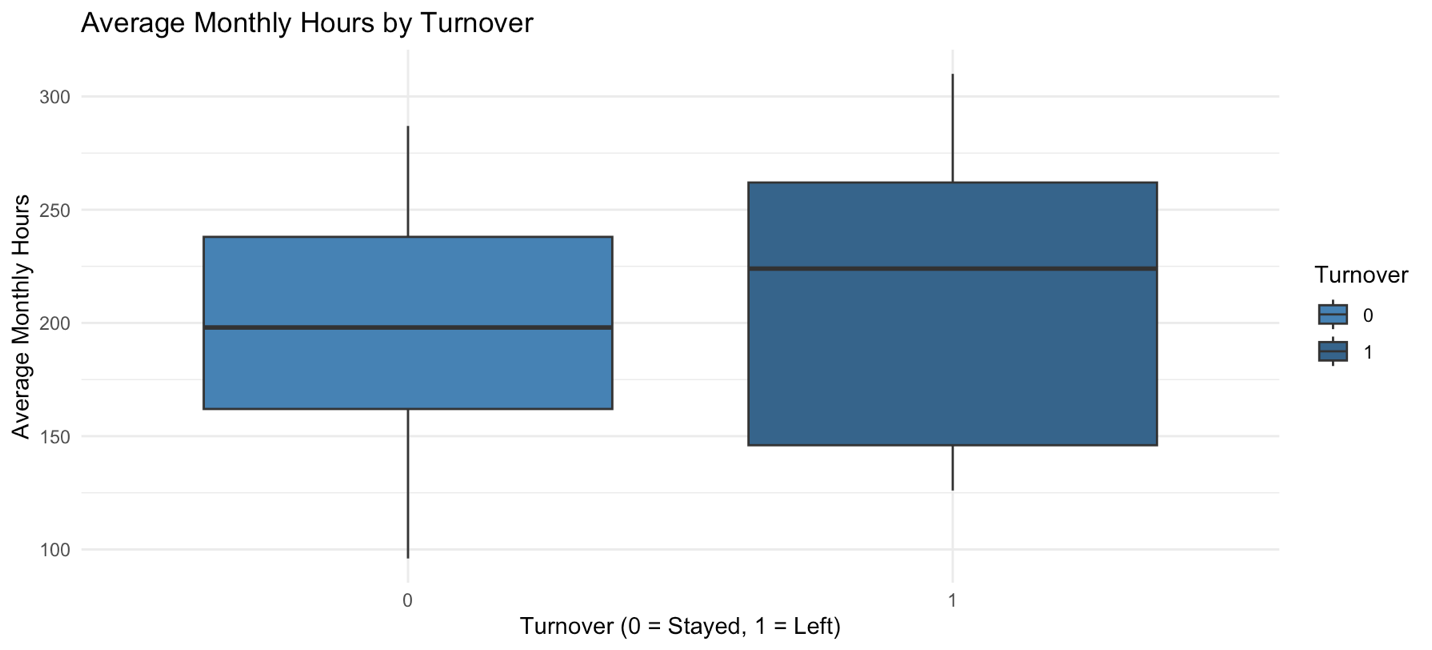 Average Monthly Hours by Turnover
300
250
200
150
100
Average Monthly Hours
0
1
Turnover (0 = Stayed, 1 = Left)
Turnover
0
1